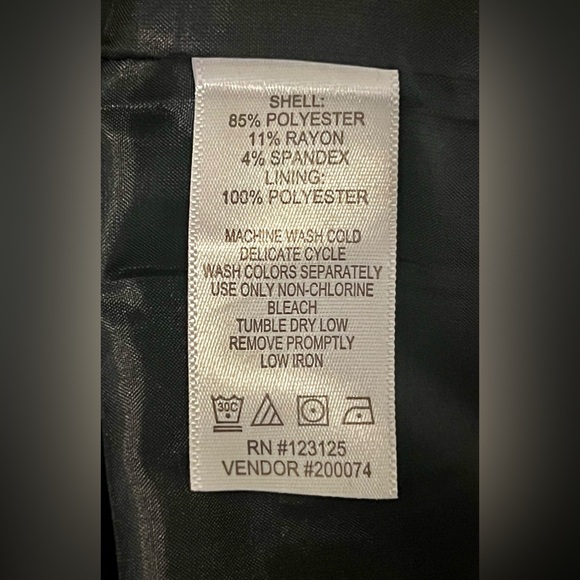 SHELL:
85% POLYESTER
11% RAYON
4% SPANDEX
LINING:
100% POLYESTER
MACHINE WASH COLD
DELICATE CYCLE
WASH COLORS SEPARATELY
USE ONLY NON-CHLORINE
BLEACH
TUMBLE DRY LOW
REMOVE PROMPTLY
LOW IRON
30C
RN #123125
VENDOR #200074